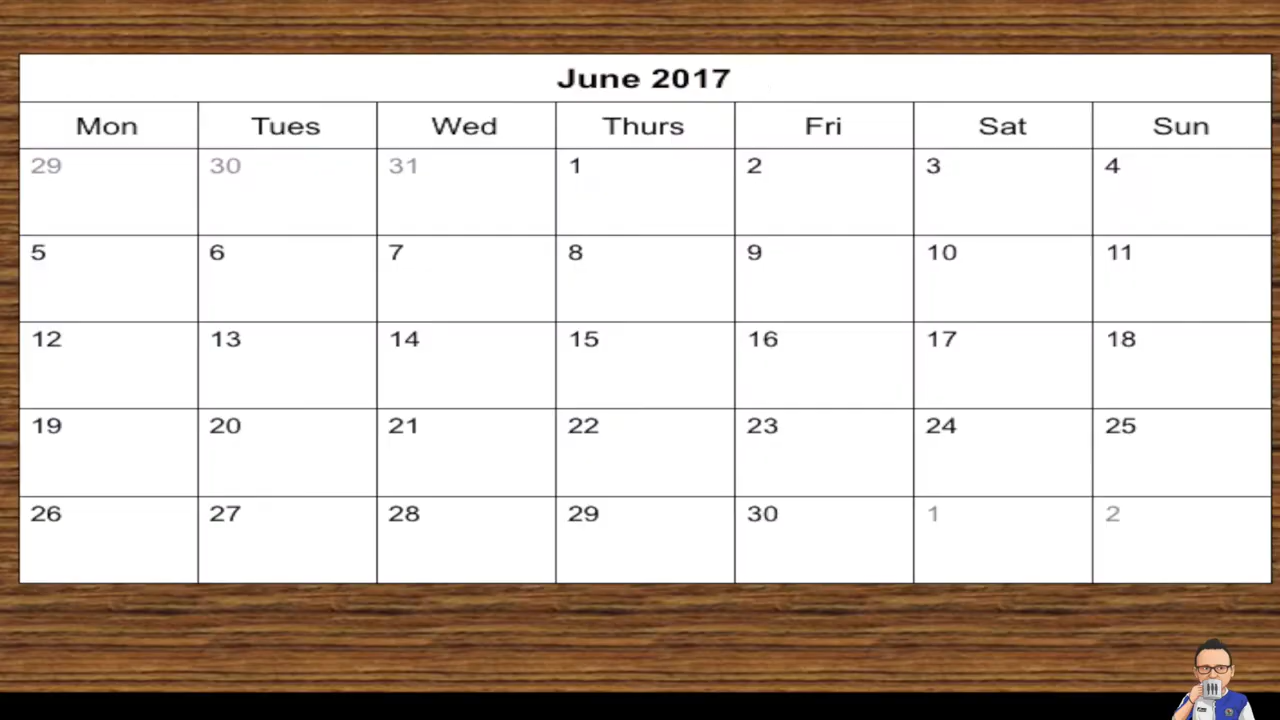 June 2017
Mon Tues Wed Thurs Fri Sat Sun
29 30 31 1 2 3 4
5 6 7 8 9 10 11
12 13 14 15 16 17 18
19 20 21 22 23 24 25
26 27 28 29 30 1 2